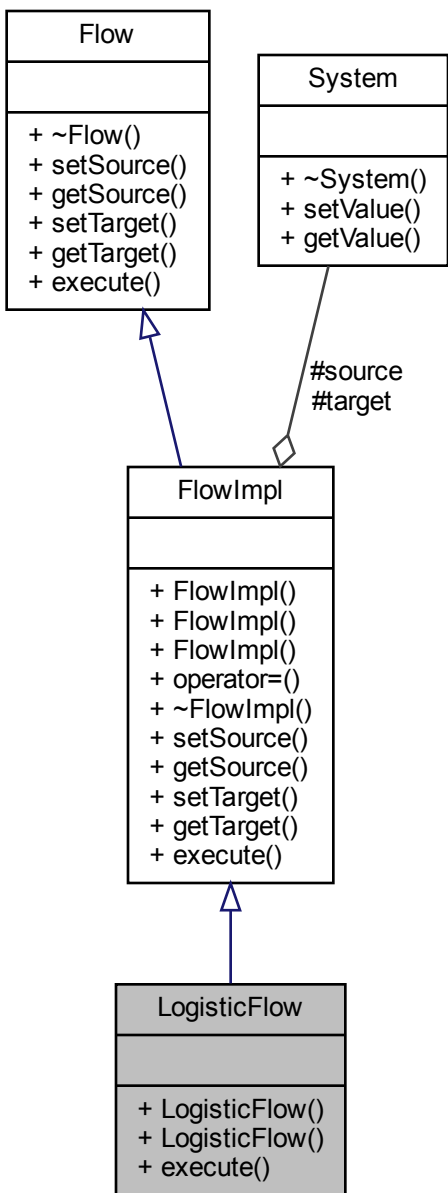 Flow
+ ~Flow()
+ setSource()
+ getSource()
+ setTarget()
+ getTarget()
+ execute()
System
+ ~System()
+ setValue()
+ getValue()
#source
#target
FlowImpl
+ FlowImpl()
+ FlowImpl()
+ FlowImpl()
+ operator=()
+ ~FlowImpl()
+ setSource()
+ getSource()
+ setTarget()
+ getTarget()
+ execute()
LogisticFlow
+ LogisticFlow()
+ LogisticFlow()
+ execute()